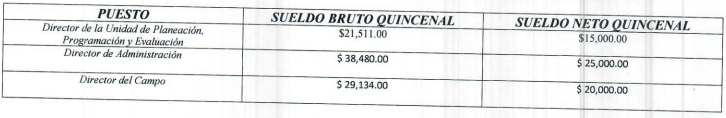 PUESTO SUELDO BRUTO QUINCENAL SUELDO NETO QUINCENAL
Director de la Unidad de Planeación, $21,511.00 $15,000.00
Programación y Evaluación
Director de Administración $ 38,480.00 $ 25,000.00
Director del Campo $ 29,134.00 $ 20,000.00